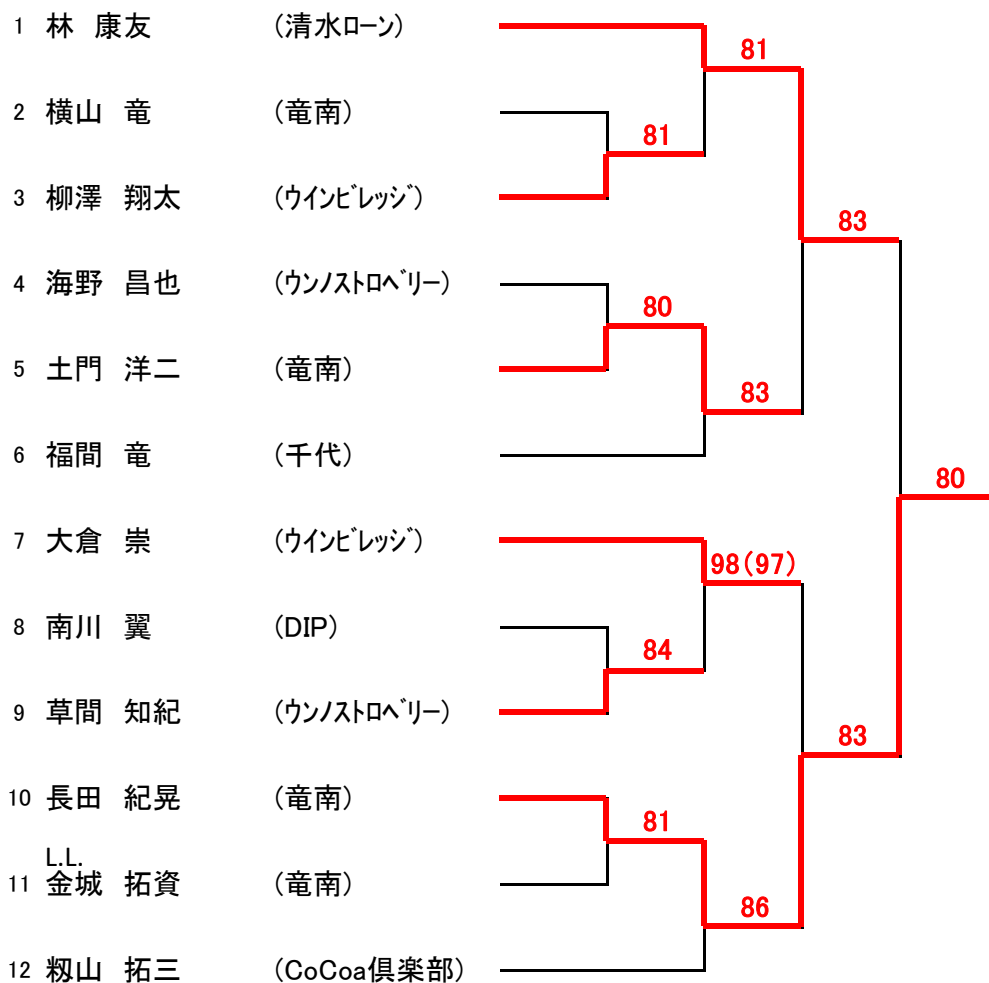 1 林 康友 (清水ローン)
81
2 横山 竜 (竜南)
81
3 柳澤 翔太 (ウインビレッジ)
83
4 海野 昌也 (ウンノストロベリー)
80
5 土門 洋二 (竜南)
83
6 福間 竜 (千代)
80
7 大倉 崇 (ウインビレッジ)
98(97)
8 南川 翼 (DIP)
84
9 草間 知紀 (ウンノストロベリー)
83
10 長田 紀晃 (竜南)
81
L.L.
11 金城 拓資 (竜南)
86
12 籾山 拓三 (CoCoa倶楽部)